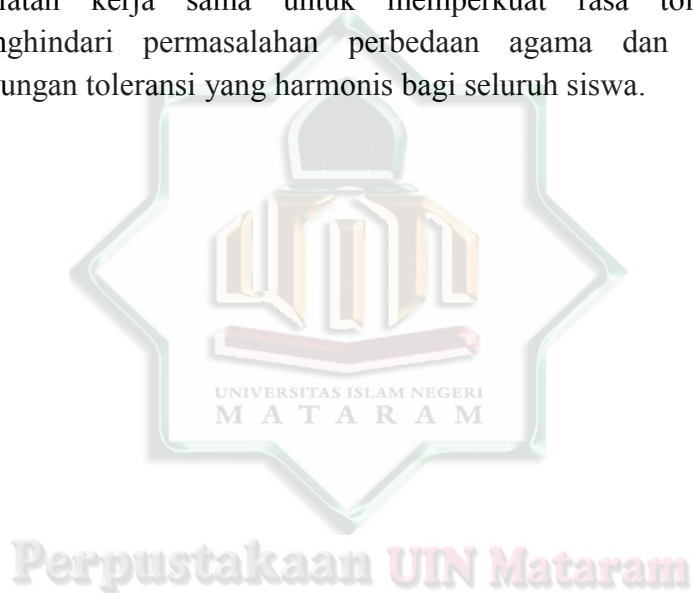 kerja sama untuk memperkuat rasa
permasalahan perbedaan agama dan
toleransi yang harmonis bagi seluruh siswa.
UNIVERSITAS ISLAM NEGERI
MATARAM
Perpustakaan UIN Mataram